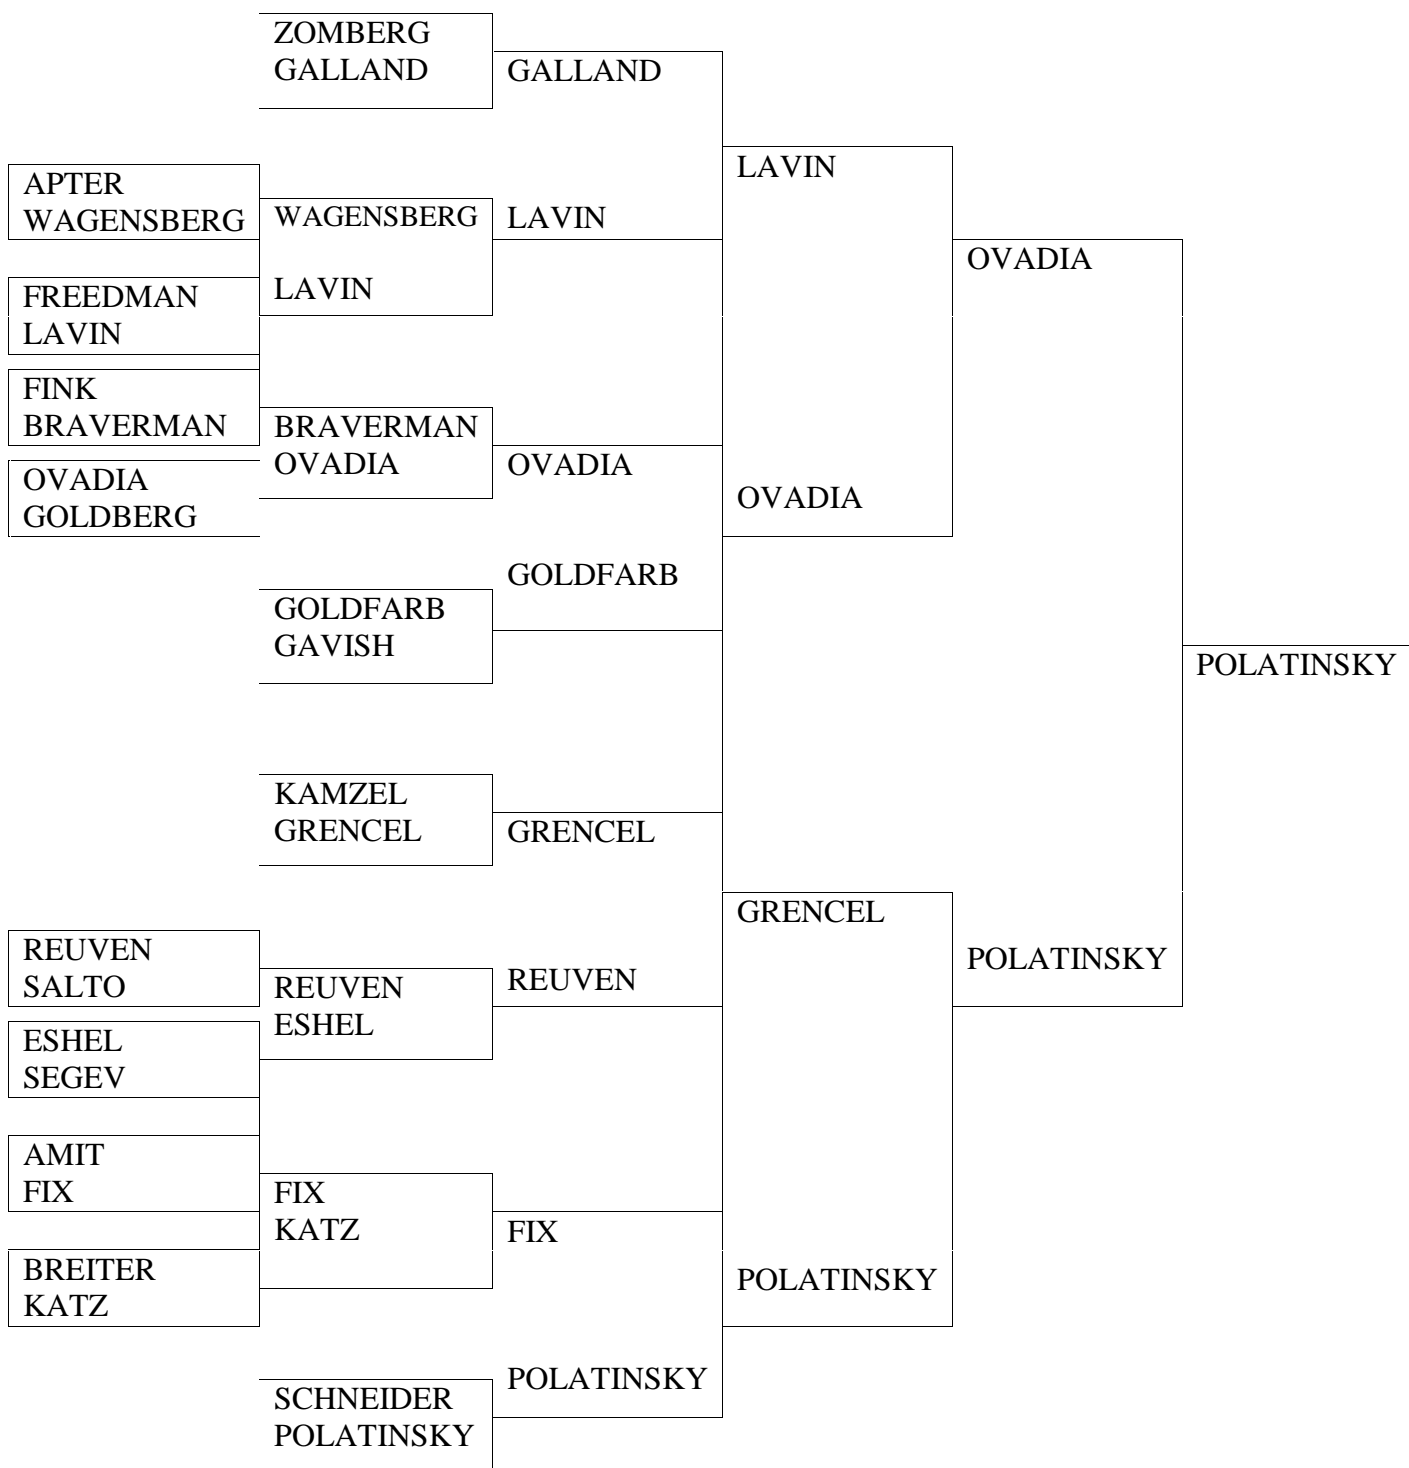 ZOMBERG
GALLAND
GALLAND
LAVIN
APTER
WAGENSBERG
WAGENSBERG
LAVIN
OVADIA
FREEDMAN
LAVIN
LAVIN
FINK
BRAVERMAN
BRAVERMAN
OVADIA
OVADIA
OVADIA
GOLDBERG
OVADIA
GOLDFARB
GOLDFARB
GAVISH
POLATINSKY
KAMZEL
GRENCEL
GRENCEL
GRENCEL
REUVEN
SALTO
REUVEN
ESHEL
REUVEN
POLATINSKY
ESHEL
SEGEV
AMIT
FIX
FIX
KATZ
FIX
BREITER
KATZ
POLATINSKY
POLATINSKY
SCHNEIDER
POLATINSKY